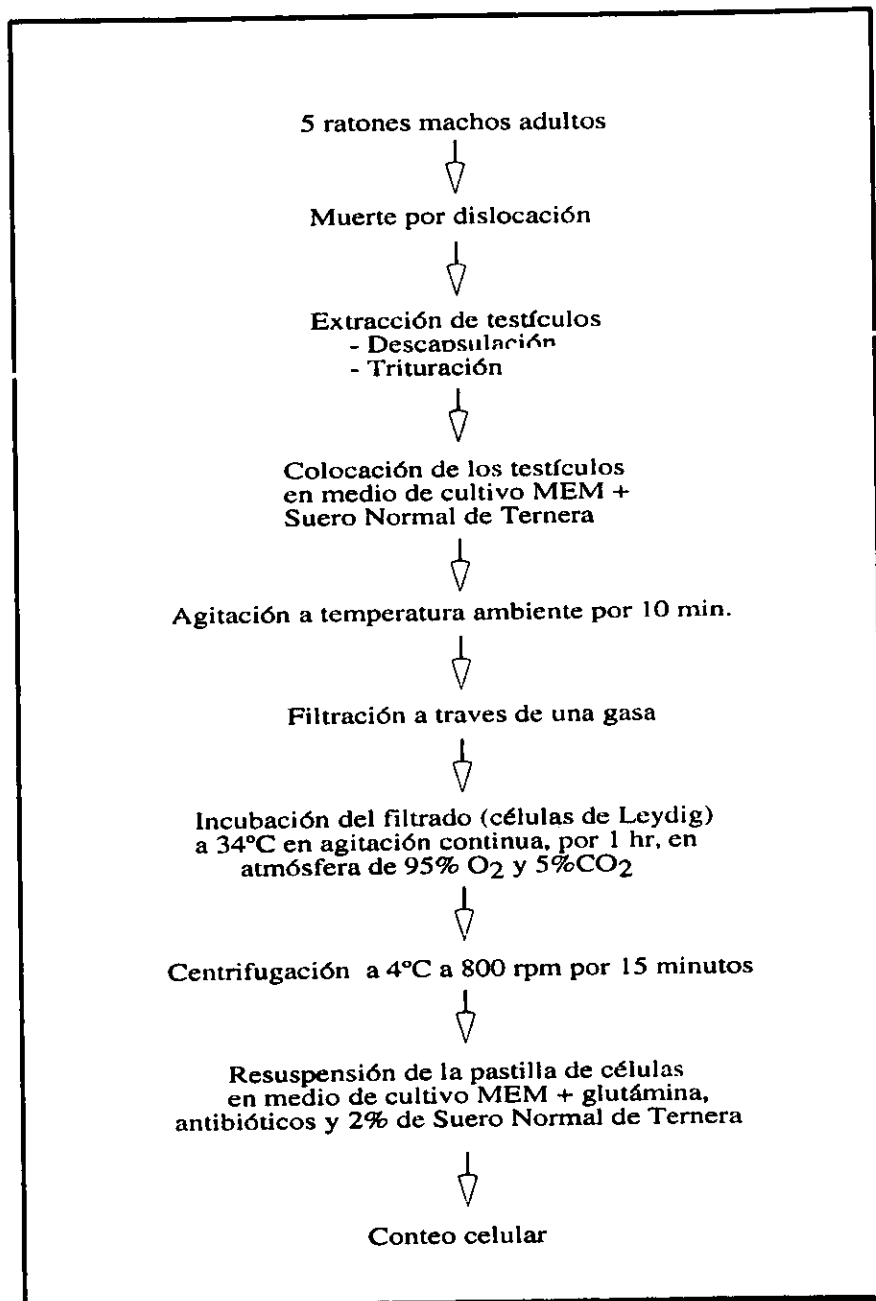 5 ratones machos adultos
Muerte por dislocación
Extracción de testículos
- Descapsulación
- Trituración
Colocación de los testículos
en medio de cultivo MEM +
Suero Normal de Ternera
Agitación a temperatura ambiente por 10 min.
Filtración a traves de una gasa
Incubación del filtrado (células de Leydig)
a 34ºC en agitación continua, por 1 hr, en
atmósfera de 95% O2 y 5%CO2
Centrifugación a 4ºC a 800 rpm por 15 minutos
Resuspensión de la pastilla de células
en medio de cultivo MEM + glutámina,
antibióticos y 2% de Suero Normal de Ternera
Conteo celular